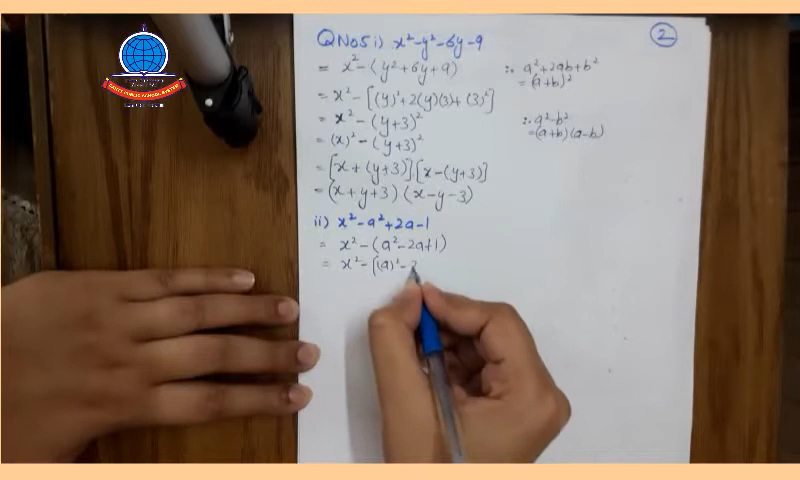 Q No 5 i) x²-y²-6y-9
②
= x²-(y²+6y+9)
∵ a²+2ab+b²
= (a+b)²
= x²-[(y)²+2(y)(3)+(3)²]
= x²-(y+3)²
∵ a²-b²
= (x)²-(y+3)²
= (a+b)(a-b)
= [x+(y+3)][x-(y+3)]
= (x+y+3)(x-y-3)
ii) x²-a²+2a-1
= x²-(a²-2a+1)
= x²-[(a)²-2